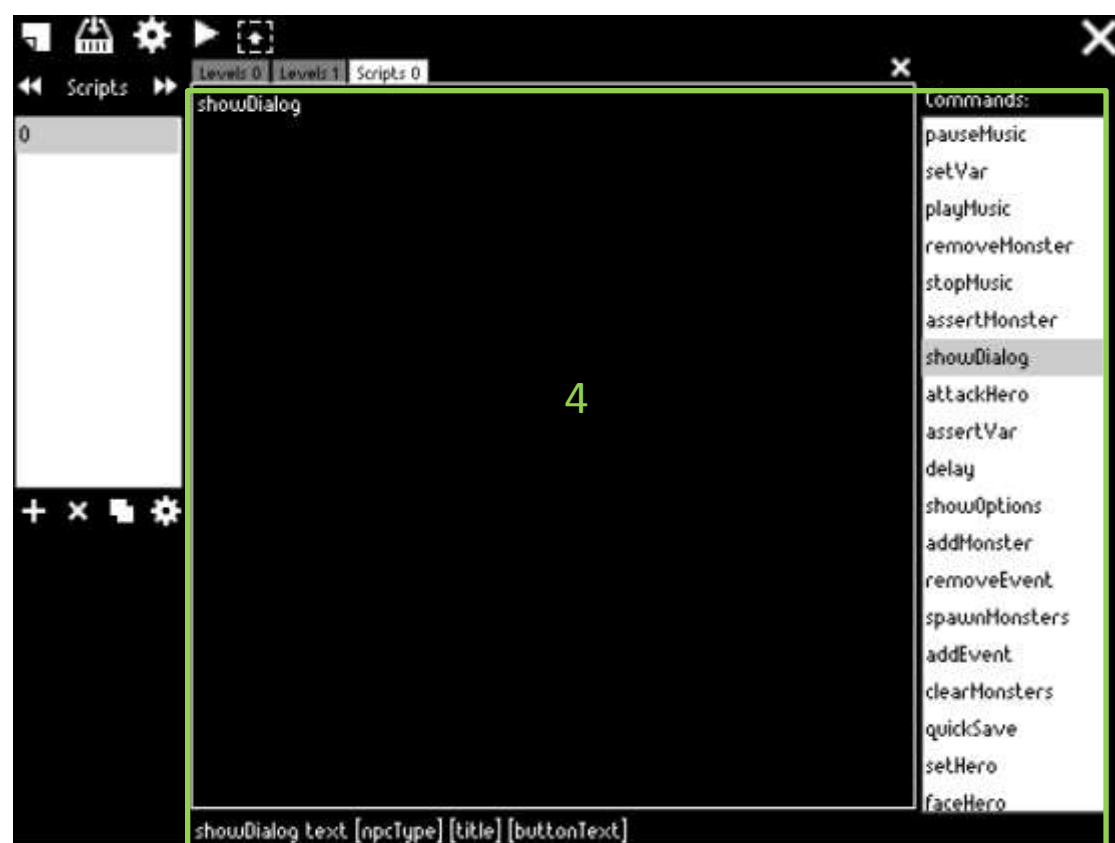 Levels 0 Levels 1 Scripts 0
Scripts
0
showDialog
4
Commands:
pauseMusic
setVar
playMusic
removeMonster
stopMusic
assertMonster
showDialog
attackHero
assertVar
delay
showOptions
addMonster
removeEvent
spawnMonsters
addEvent
clearMonsters
quickSave
setHero
faceHero
showDialog text [npcType] [title] [buttonText]